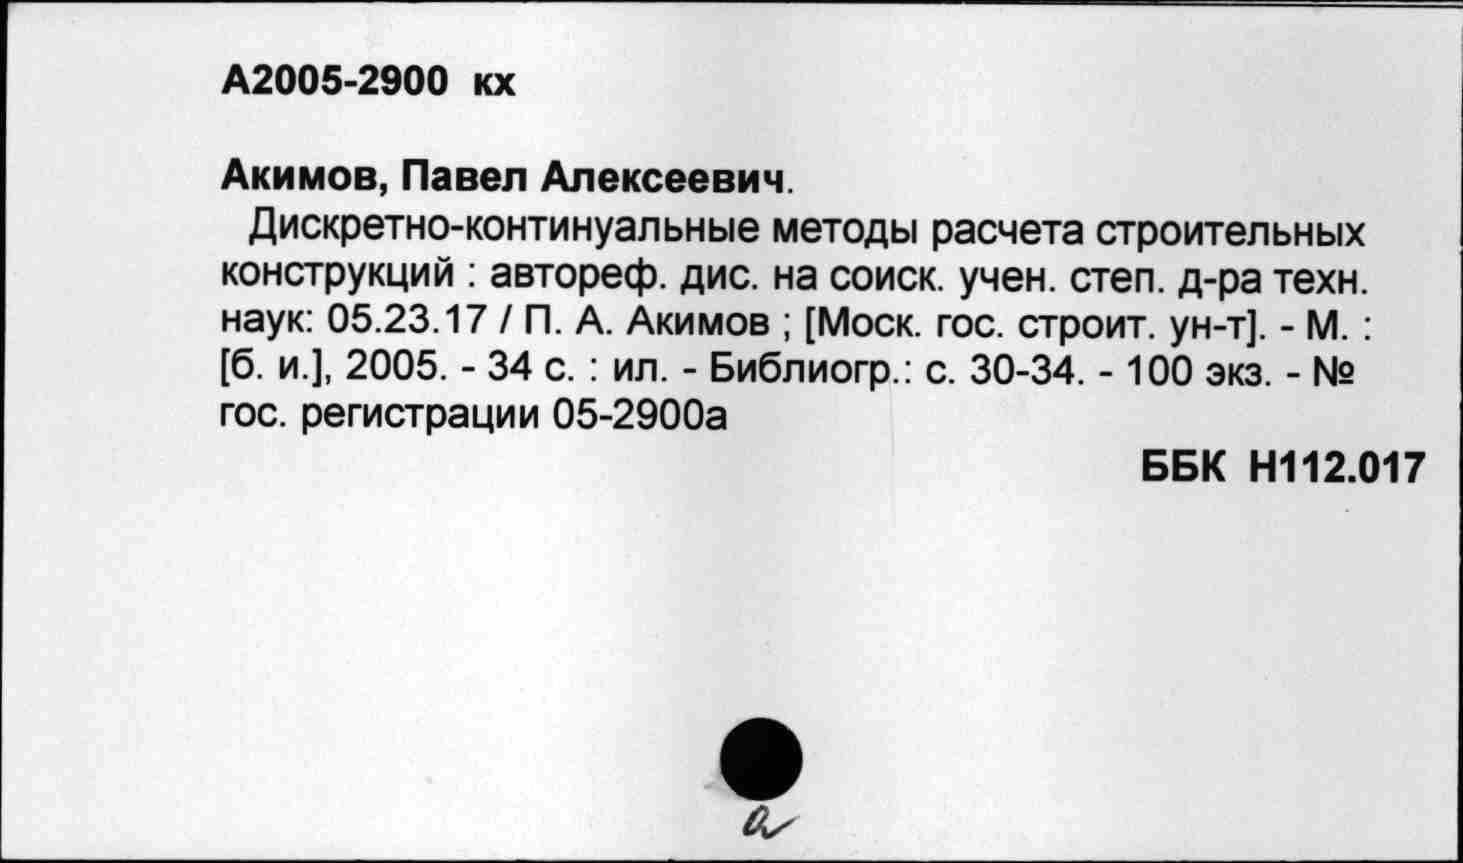 А2005-2900 кх
Акимов, Павел Алексеевич.
Дискретно-континуальные методы расчета строительных
конструкций : автореф. дис. на соиск. учен. степ. д-ра техн.
наук: 05.23.17 / П. А. Акимов ; [Моск. гос. строит. ун-т]. - М. :
[б. и.], 2005. - 34 с. : ил. - Библиогр.: с. 30-34. - 100 экз. - №
гос. регистрации 05-2900а
ББК Н112.017
а